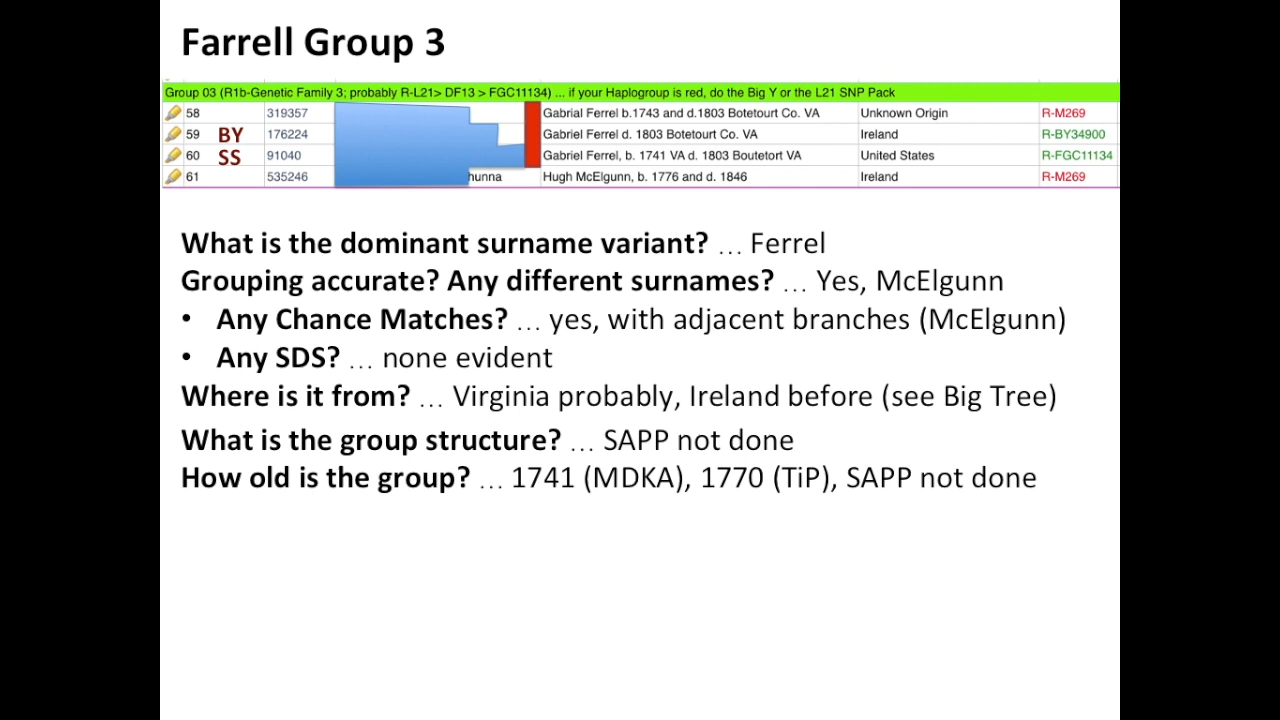 Farrell Group 3
Group 03 (R1b-Genetic Family 3; probably R-L21> DF13 > FGC11134) ... if your Haplogroup is red, do the Big Y or the L21 SNP Pack
58 319357 Gabrial Ferrel b.1743 and d.1803 Botetourt Co. VA Unknown Origin R-M269
59 BY 176224 Gabriel Ferrel d. 1803 Botetourt Co. VA Ireland R-BY34900
60 SS 91040 Gabriel Ferrel, b. 1741 VA d. 1803 Boutetort VA United States R-FGC11134
61 535246 hunna Hugh McElgunn, b. 1776 and d. 1846 Ireland R-M269
What is the dominant surname variant? ... Ferrel
Grouping accurate? Any different surnames? ... Yes, McElgunn
• Any Chance Matches? ... yes, with adjacent branches (McElgunn)
• Any SDS? ... none evident
Where is it from? ... Virginia probably, Ireland before (see Big Tree)
What is the group structure? ... SAPP not done
How old is the group? ... 1741 (MDKA), 1770 (TiP), SAPP not done